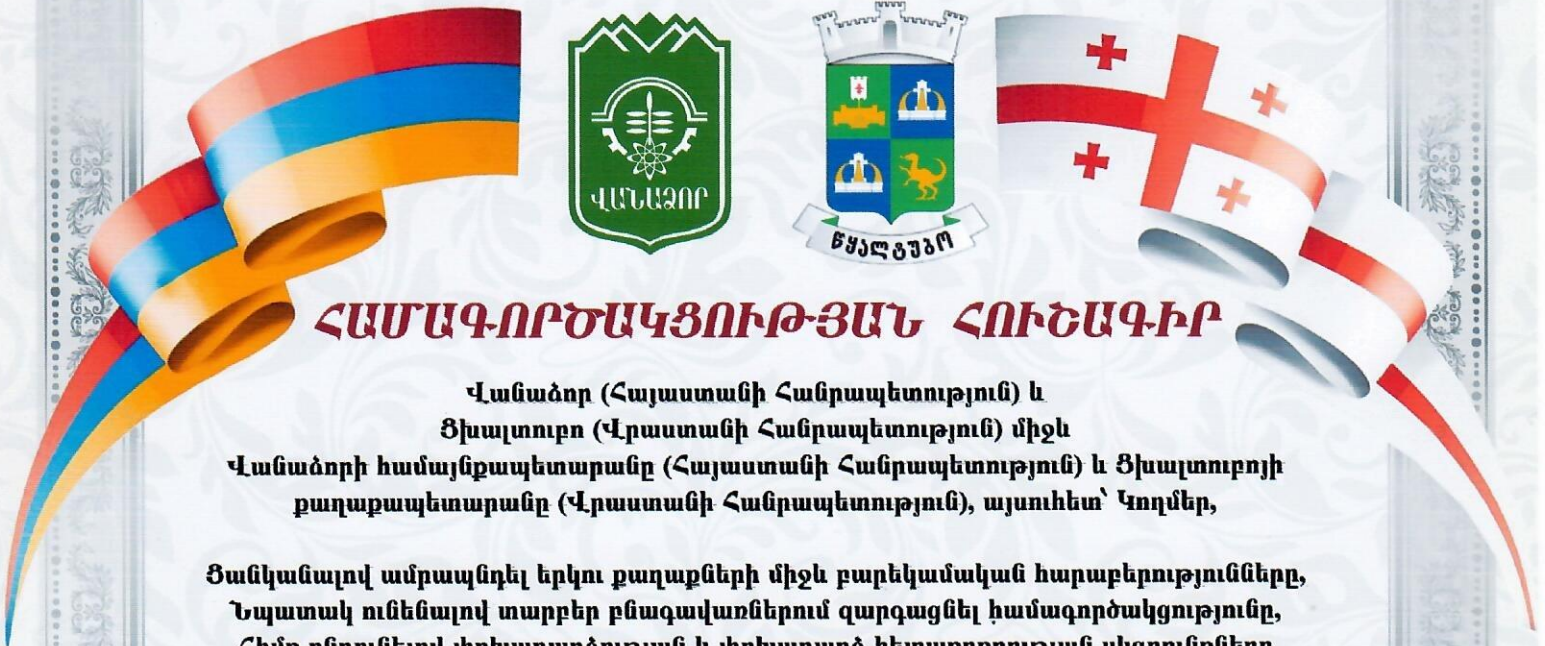 ՎԱՆԱՁՈՐ
წყალტუბო
ՀԱՄԱԳՈՐԾԱԿՑՈՒԹՅԱՆ ՀՈՒՇԱԳԻՐ
Վանաձոր (Հայաստանի Հանրապետություն) և
Ցխալտուբո (Վրաստանի Հանրապետություն) միջև
Վանաձորի համայնքապետարանը (Հայաստանի Հանրապետություն) և Ցխալտուբոյի
քաղաքապետարանը (Վրաստանի Հանրապետություն), այսուհետ՝ Կողմեր,
Ցանկանալով ամրապնդել երկու քաղաքների միջև բարեկամական հարաբերությունները,
Նպատակ ունենալով տարբեր բնագավառներում զարգացնել համագործակցությունը,